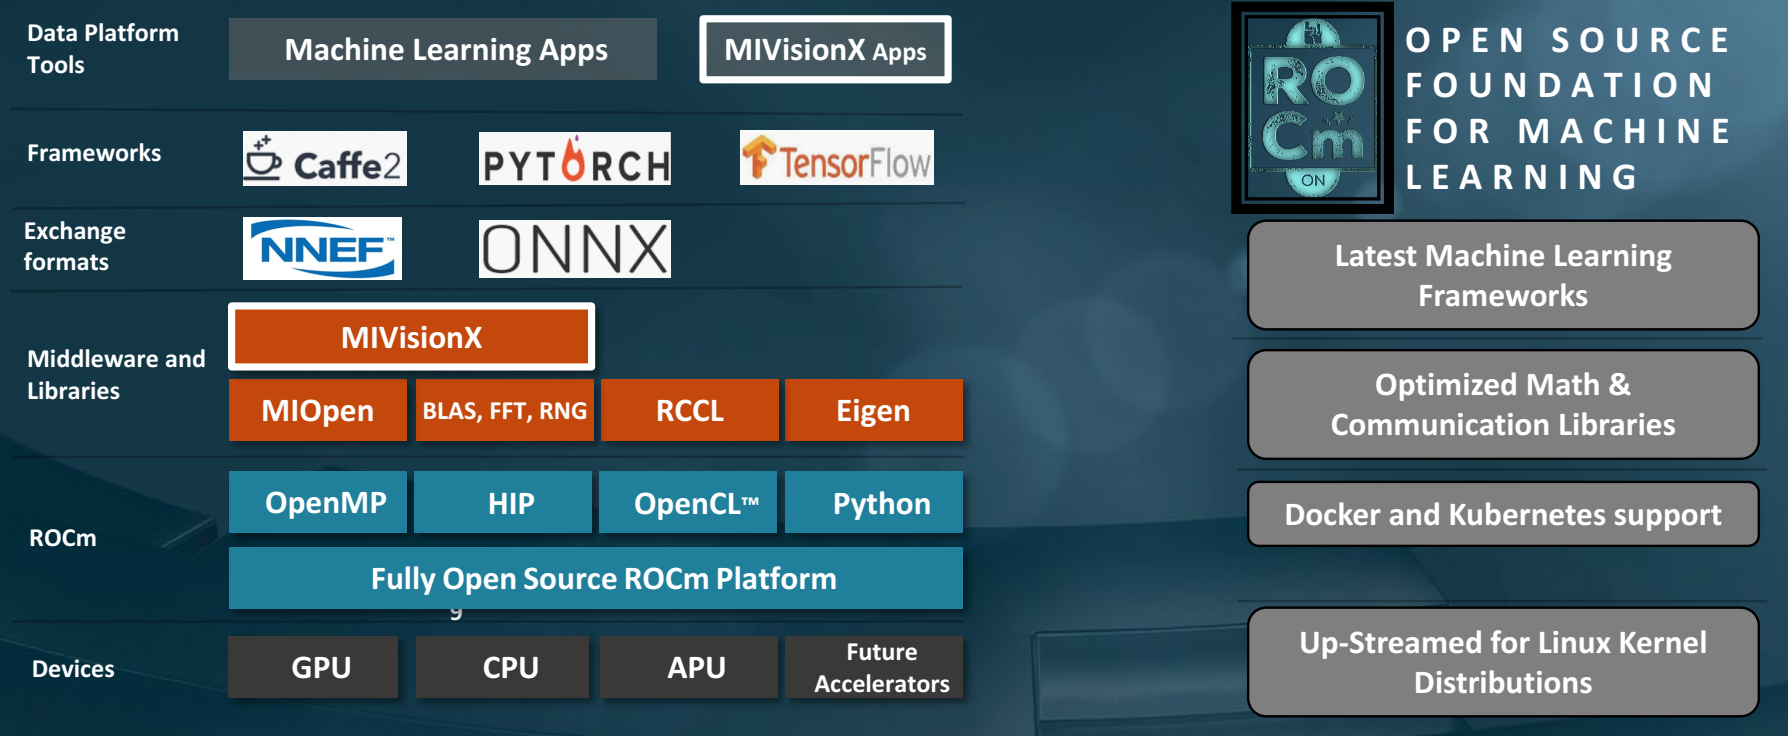 Data Platform
Tools
Machine Learning Apps
MIVisionX Apps
Frameworks
Caffe2
PYTORCH
TensorFlow
Exchange
formats
NNEF™
ONNX
Middleware and
Libraries
MIVisionX
MIOpen
BLAS, FFT, RNG
RCCL
Eigen
ROCm
OpenMP
HIP
OpenCL™
Python
Fully Open Source ROCm Platform
9
Devices
GPU
CPU
APU
Future
Accelerators
ROCm
ON
OPEN SOURCE
FOUNDATION
FOR MACHINE
LEARNING
Latest Machine Learning
Frameworks
Optimized Math &
Communication Libraries
Docker and Kubernetes support
Up-Streamed for Linux Kernel
Distributions